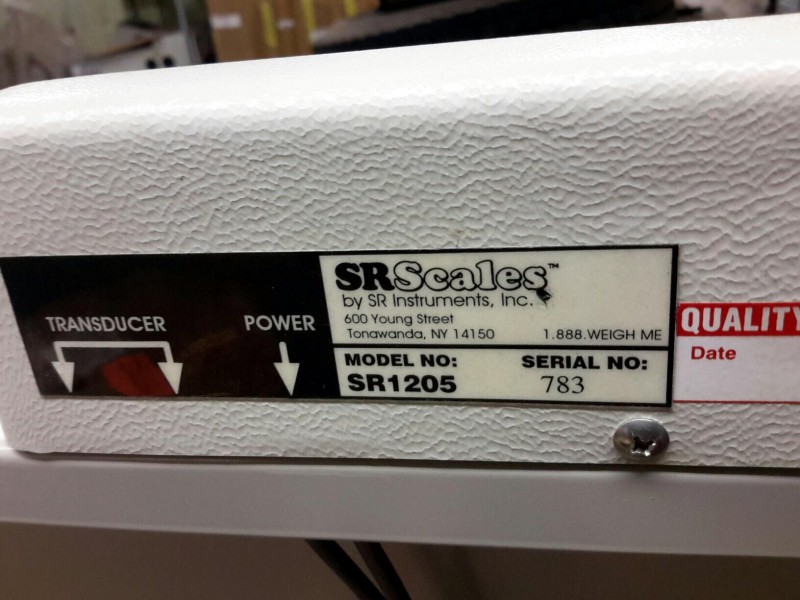 TRANSDUCER
POWER
SRScales™
by SR Instruments, Inc.
600 Young Street
Tonawanda, NY 14150 1.888.WEIGH ME
MODEL NO: SERIAL NO:
SR1205 783
QUALITY
Date